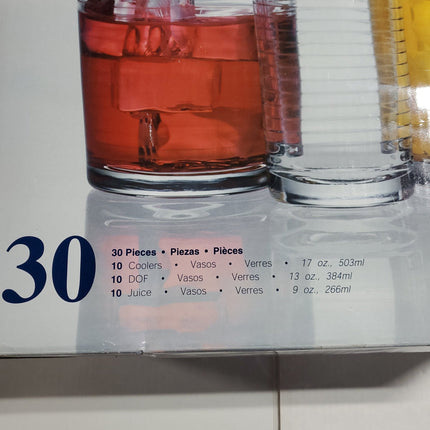 30
30 Pieces • Piezas • Pièces
10 Coolers • Vasos • Verres • 17 oz., 503ml
10 DOF • Vasos • Verres • 13 oz., 384ml
10 Juice • Vasos • Verres • 9 oz., 266ml